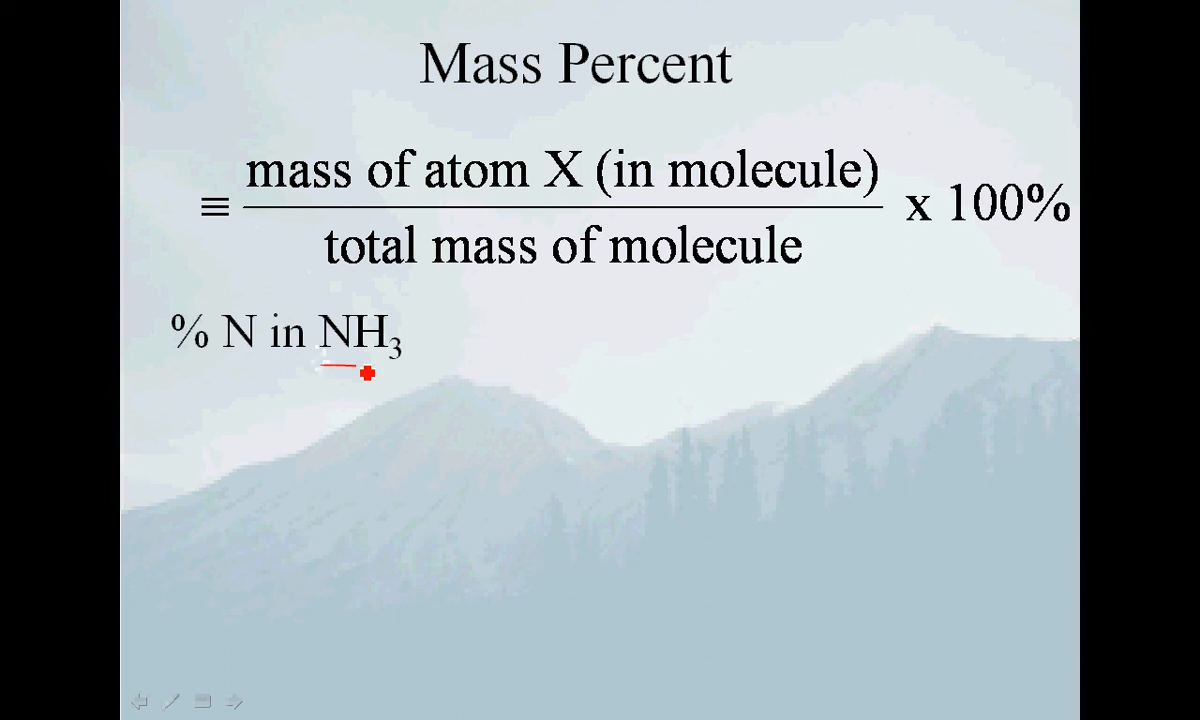 Mass Percent
mass of atom X (in molecule)
≡ x 100%
total mass of molecule
% N in NH₃